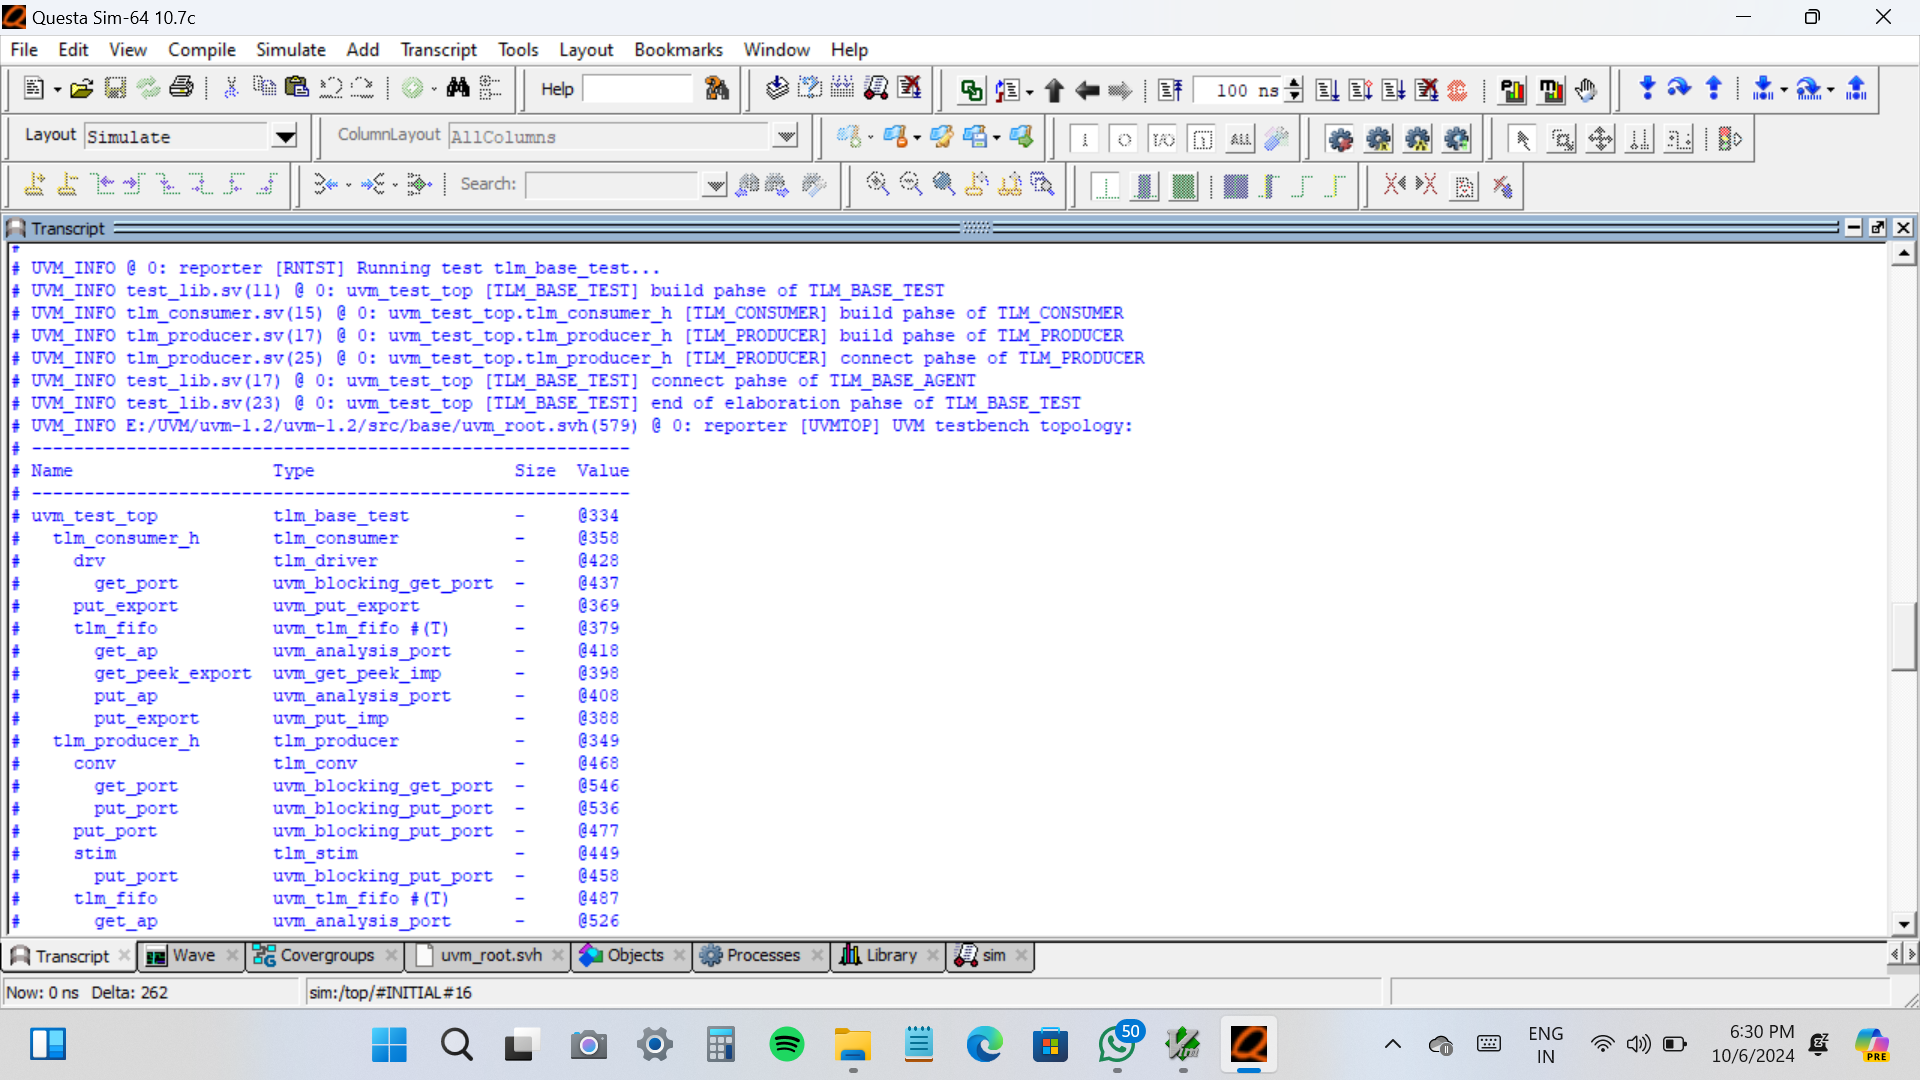 Questa Sim-64 10.7c
File Edit View Compile Simulate Add Transcript Tools Layout Bookmarks Window Help
Help
100 ns
Layout Simulate
ColumnLayout AllColumns
ALL
Search:
Transcript
#
# UVM_INFO @ 0: reporter [RNTST] Running test tlm_base_test...
# UVM_INFO test_lib.sv(11) @ 0: uvm_test_top [TLM_BASE_TEST] build pahse of TLM_BASE_TEST
# UVM_INFO tlm_consumer.sv(15) @ 0: uvm_test_top.tlm_consumer_h [TLM_CONSUMER] build pahse of TLM_CONSUMER
# UVM_INFO tlm_producer.sv(17) @ 0: uvm_test_top.tlm_producer_h [TLM_PRODUCER] build pahse of TLM_PRODUCER
# UVM_INFO tlm_producer.sv(25) @ 0: uvm_test_top.tlm_producer_h [TLM_PRODUCER] connect pahse of TLM_PRODUCER
# UVM_INFO test_lib.sv(17) @ 0: uvm_test_top [TLM_BASE_TEST] connect pahse of TLM_BASE_AGENT
# UVM_INFO test_lib.sv(23) @ 0: uvm_test_top [TLM_BASE_TEST] end of elaboration pahse of TLM_BASE_TEST
# UVM_INFO E:/UVM/uvm-1.2/uvm-1.2/src/base/uvm_root.svh(579) @ 0: reporter [UVMTOP] UVM testbench topology:
# ---------------------------------------------------------
# Name Type Size Value
# ---------------------------------------------------------
# uvm_test_top tlm_base_test - @334
# tlm_consumer_h tlm_consumer - @358
# drv tlm_driver - @428
# get_port uvm_blocking_get_port - @437
# put_export uvm_put_export - @369
# tlm_fifo uvm_tlm_fifo #(T) - @379
# get_ap uvm_analysis_port - @418
# get_peek_export uvm_get_peek_imp - @398
# put_ap uvm_analysis_port - @408
# put_export uvm_put_imp - @388
# tlm_producer_h tlm_producer - @349
# conv tlm_conv - @468
# get_port uvm_blocking_get_port - @546
# put_port uvm_blocking_put_port - @536
# put_port uvm_blocking_put_port - @477
# stim tlm_stim - @449
# put_port uvm_blocking_put_port - @458
# tlm_fifo uvm_tlm_fifo #(T) - @487
# get_ap uvm_analysis_port - @526
Transcript Wave Covergroups uvm_root.svh Objects Processes Library sim
Now: 0 ns Delta: 262 sim:/top/#INITIAL#16
50
ENG
IN
6:30 PM
10/6/2024
PRE